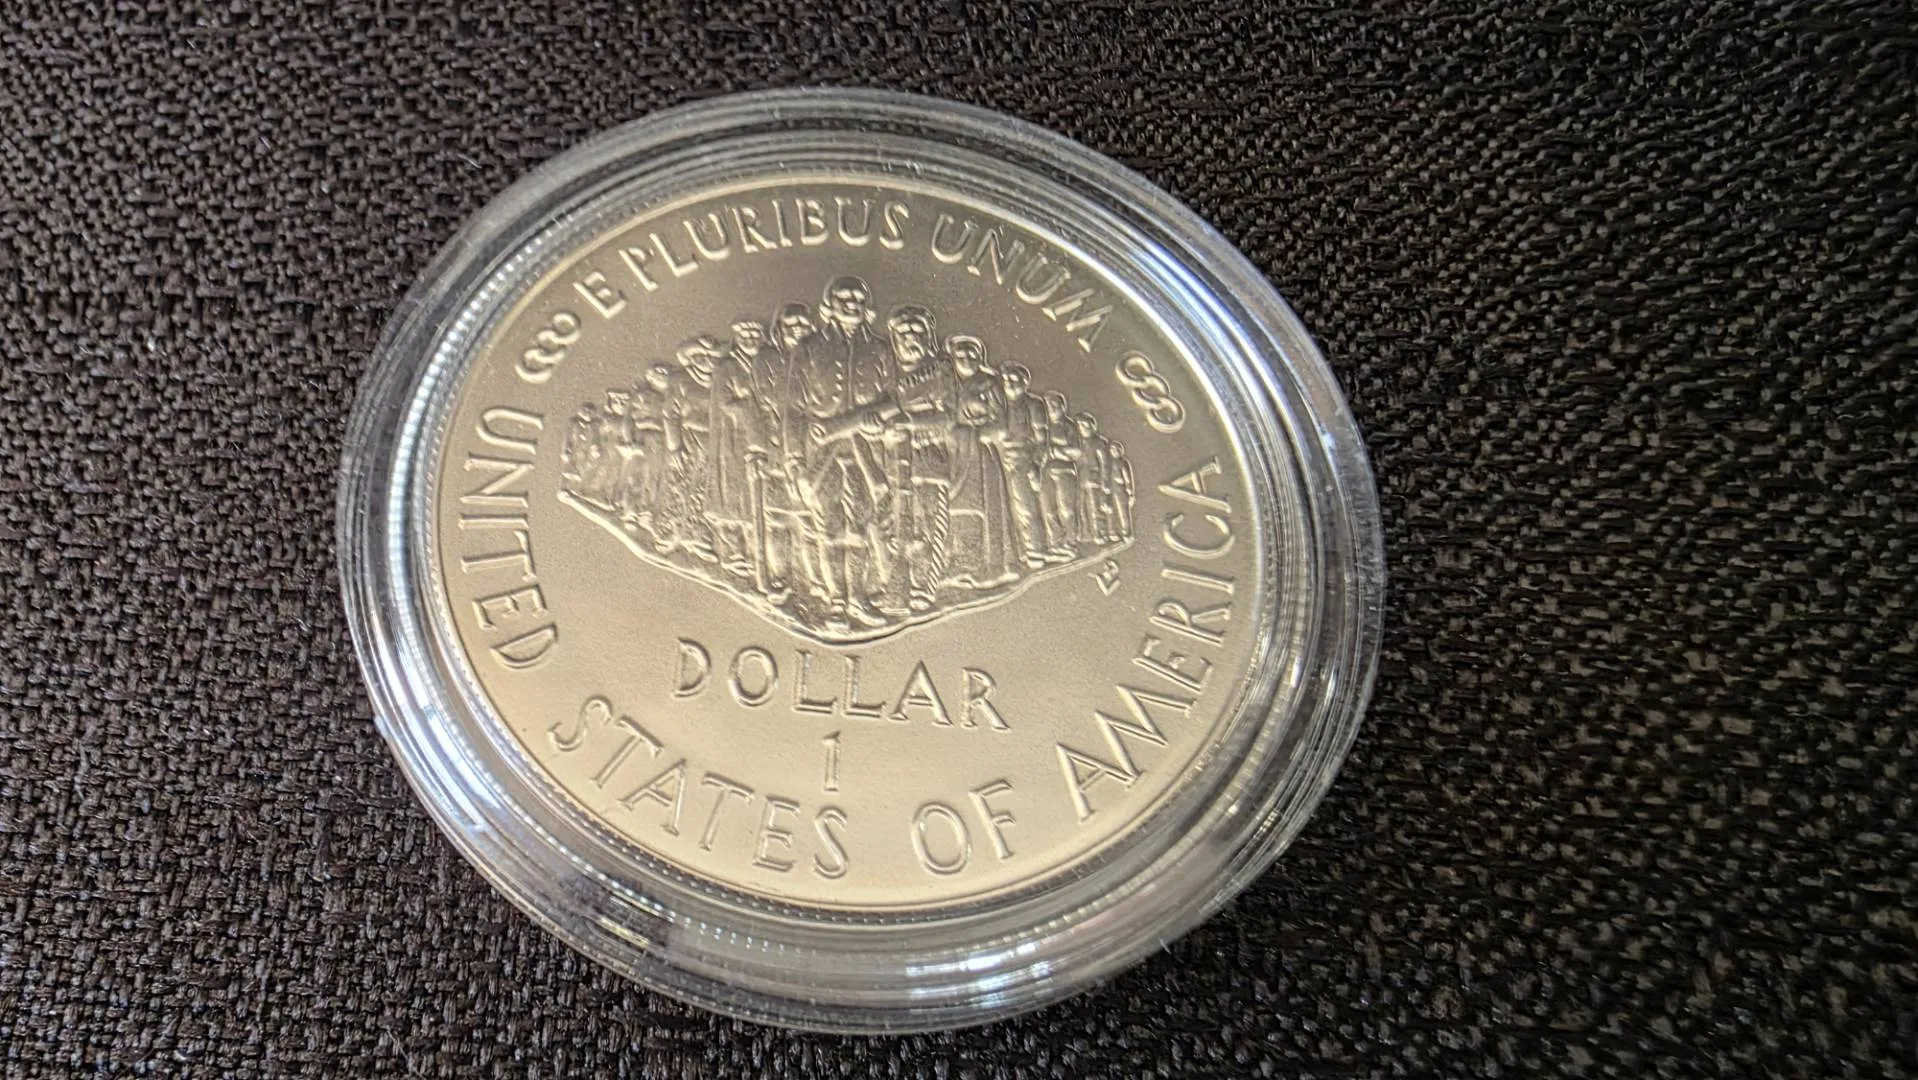 E PLURIBUS UNUM
UNITED STATES OF AMERICA
DOLLAR
1